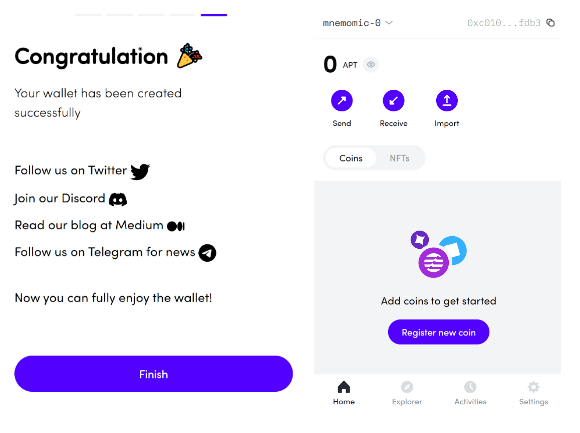 Congratulation
Your wallet has been created
successfully
Follow us on Twitter
Join our Discord
Read our blog at Medium
Follow us on Telegram for news
Now you can fully enjoy the wallet!
Finish
mnemomic-0
0xc010...fdb3
0 APT
Send Receive Import
Coins NFTs
Add coins to get started
Register new coin
Home Explorer Activities Settings